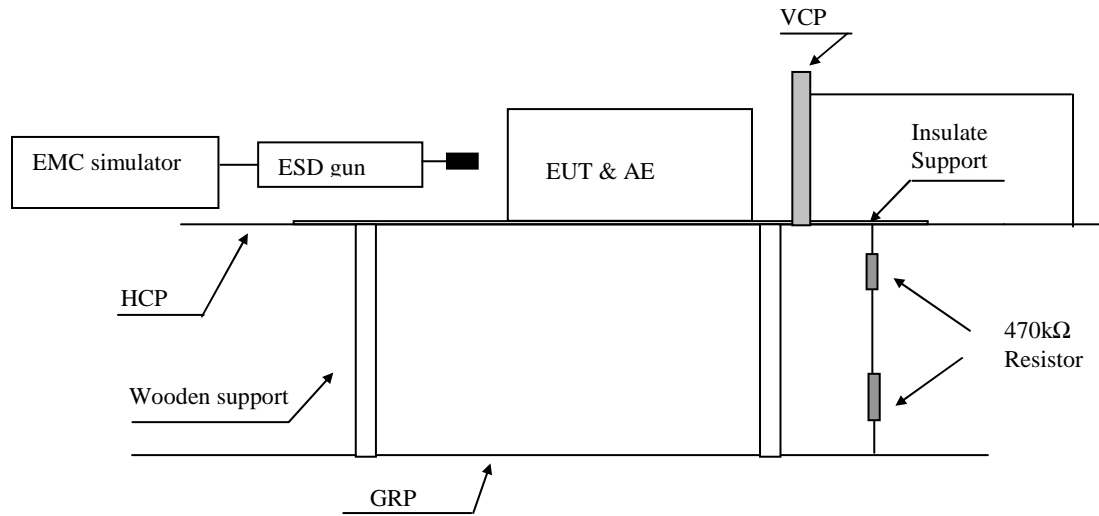 VCP
EMC simulator
ESD gun
EUT & AE
Insulate
Support
HCP
470kΩ
Resistor
Wooden support
GRP